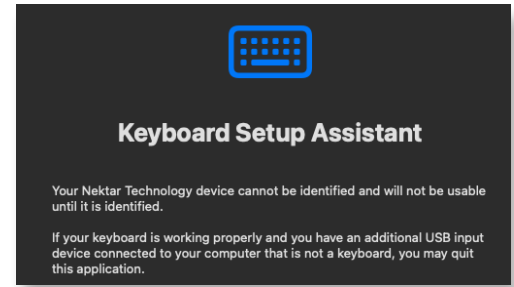 Keyboard Setup Assistant
Your Nektar Technology device cannot be identified and will not be usable
until it is identified.
If your keyboard is working properly and you have an additional USB input
device connected to your computer that is not a keyboard, you may quit
this application.